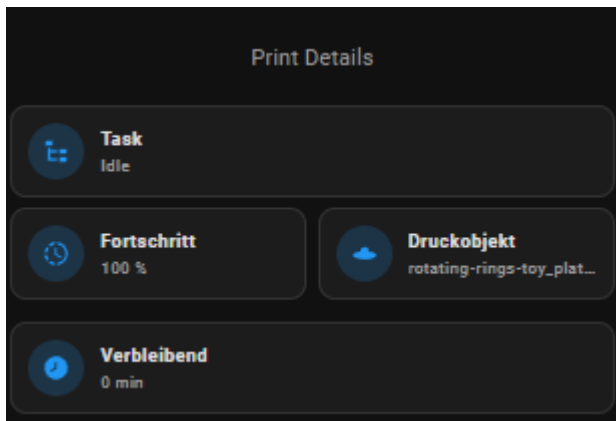 Print Details
Task
Idle
Fortschritt
100 %
Druckobjekt
rotating-rings-toy_plat...
Verbleibend
0 min